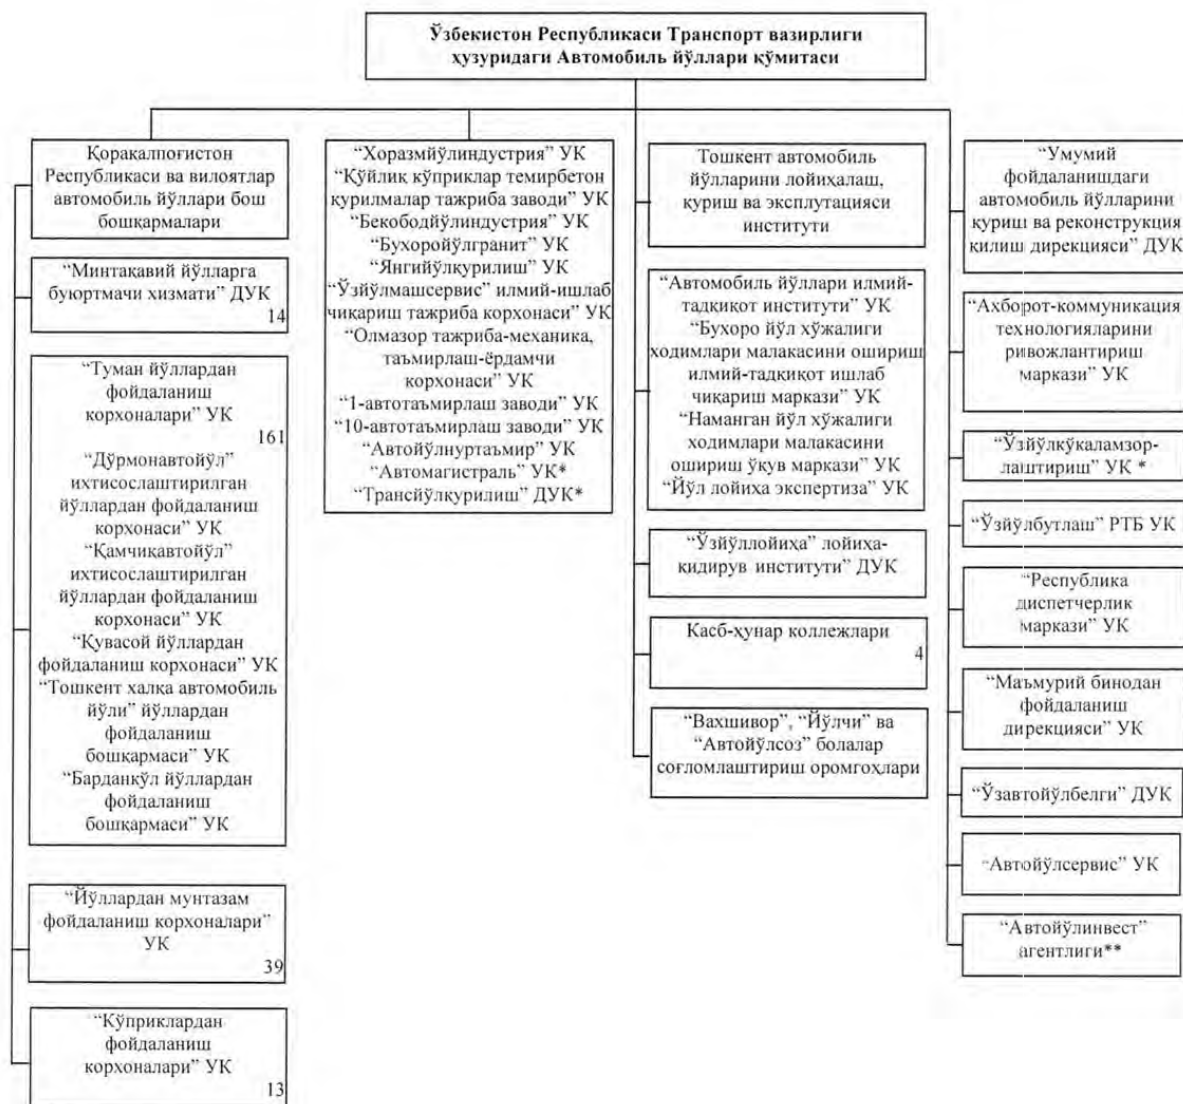 Ўзбекистон Республикаси Транспорт вазирлиги
ҳузуридаги Автомобиль йўллари қўмитаси
Қорақалпоғистон
Республикаси ва вилоятлар
автомобиль йўллари бош
бошқармалари
“Минтақавий йўлларга
буюртмачи хизмати” ДУК
14
“Туман йўллардан
фойдаланиш
корхоналари” УК
161
“Дўрмонавтойўл”
ихтисослаштирилган
йўллардан фойдаланиш
корхонаси” УК
“Қамчиқавтойўл”
ихтисослаштирилган
йўллардан фойдаланиш
корхонаси” УК
“Қувасой йўллардан
фойдаланиш корхонаси” УК
“Тошкент халқа автомобиль
йўли” йўллардан
фойдаланиш
бошқармаси” УК
“Барданкўл йўллардан
фойдаланиш
бошқармаси” УК
“Йўллардан мунтазам
фойдаланиш корхоналари”
УК
39
“Кўприклардан
фойдаланиш
корхоналари” УК
13
“Хоразмйўлиндустрия” УК
“Қўйлиқ кўприклар темирбетон
қурилмалар тажриба заводи” УК
“Бекободйўлиндустрия” УК
“Бухоройўлгранит” УК
“Янгийўлқурилиш” УК
“Ўзйўлмашсервис” илмий-ишлаб
чиқариш тажриба корхонаси” УК
“Олмазор тажриба-механика,
таъмирлаш-ёрдамчи
корхонаси” УК
“1-автотаъмирлаш заводи” УК
“10-автотаъмирлаш заводи” УК
“Автойўлнуртаъмир” УК
“Автомагистраль” УК*
“Трансйўлқурилиш” ДУК*
Тошкент автомобиль
йўлларини лойиҳалаш,
қуриш ва эксплутацияси
институти
“Автомобиль йўллари илмий-
тадқиқот институти” УК
“Бухоро йўл хўжалиги
ходимлари малакасини ошириш
илмий-тадқиқот ишлаб
чиқариш маркази” УК
“Наманган йўл хўжалиги
ходимлари малакасини
ошириш ўқув маркази” УК
“Йўл лойиҳа экспертиза” УК
“Ўзйўллойиҳа” лойиҳа-
қидирув институти” ДУК
Касб-ҳунар коллежлари
4
“Вахшивор”, “Йўлчи” ва
“Автойўлсоз” болалар
соғломлаштириш оромгоҳлари
“Умумий
фойдаланишдаги
автомобиль йўлларини
қуриш ва реконструкция
қилиш дирекцияси” ДУК
“Ахборот-коммуникация
технологияларини
ривожлантириш
маркази” УК
“Ўзйўлкўкаламзор-
лаштириш” УК *
“Ўзйўлбутлаш” РТБ УК
“Республика
диспетчерлик
маркази” УК
“Маъмурий бинодан
фойдаланиш
дирекцияси” УК
“Ўзавтойўлбелги” ДУК
“Автойўлсервис” УК
“Автойўлинвест”
агентлиги**